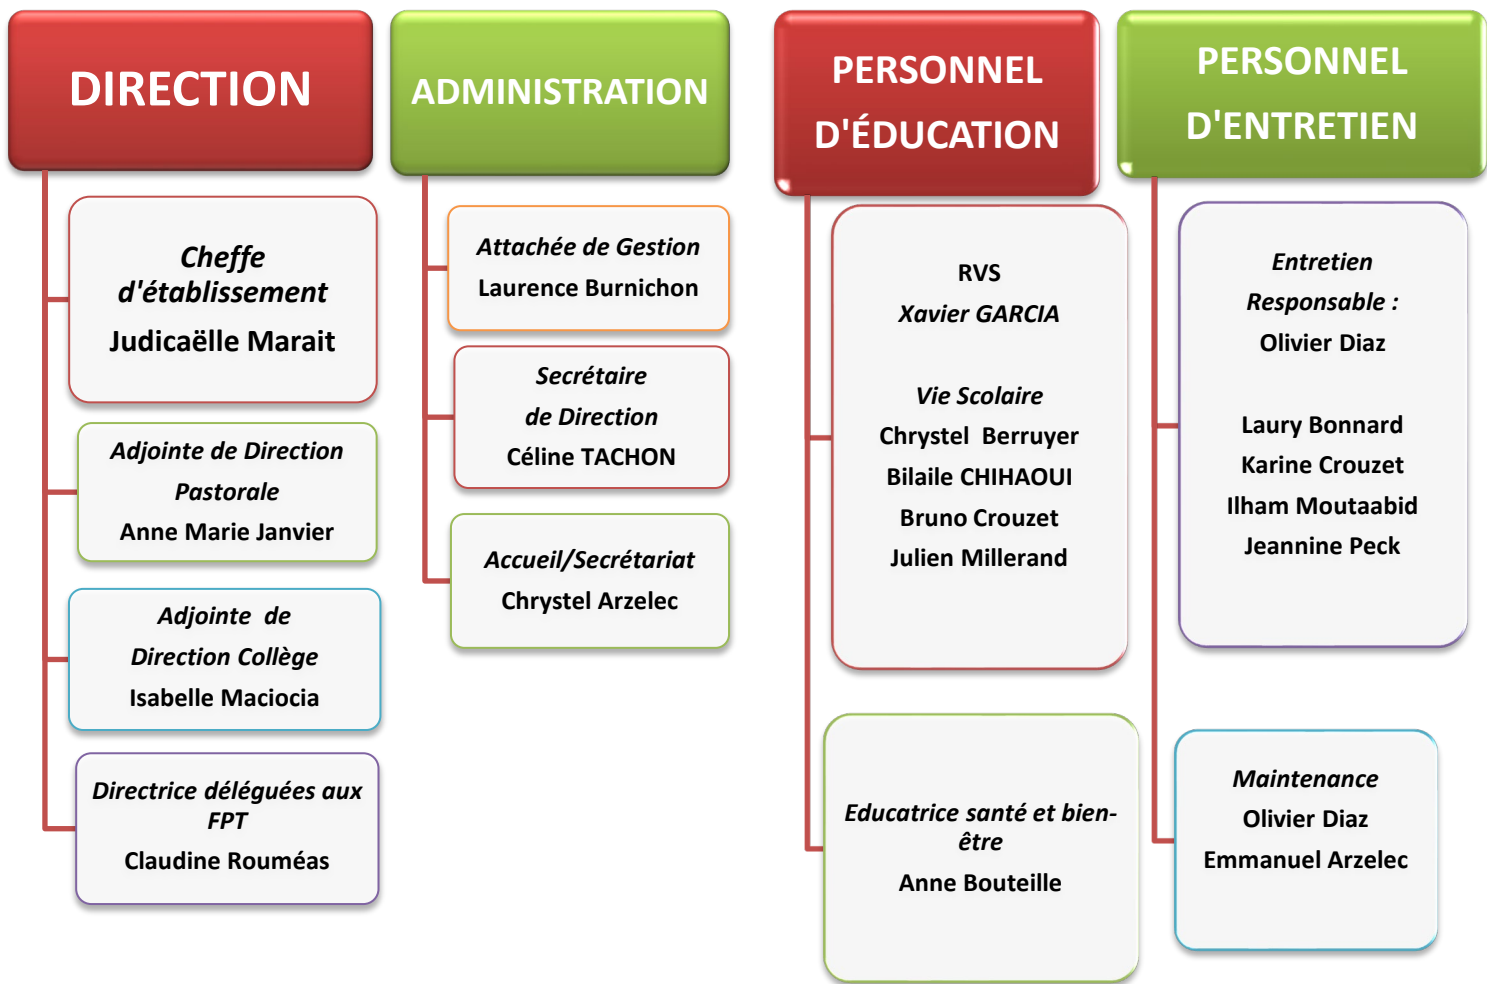 DIRECTION
Cheffe
d'établissement
Judicaëlle Marait
Adjointe de Direction
Pastorale
Anne Marie Janvier
Adjointe de
Direction Collège
Isabelle Maciocia
Directrice déléguées aux
FPT
Claudine Rouméas
ADMINISTRATION
Attachée de Gestion
Laurence Burnichon
Secrétaire
de Direction
Céline TACHON
Accueil/Secrétariat
Chrystel Arzelec
PERSONNEL
D'ÉDUCATION
RVS
Xavier GARCIA
Vie Scolaire
Chrystel Berruyer
Bilaile CHIHAOUI
Bruno Crouzet
Julien Millerand
Educatrice santé et bien-
être
Anne Bouteille
PERSONNEL
D'ENTRETIEN
Entretien
Responsable :
Olivier Diaz
Laury Bonnard
Karine Crouzet
Ilham Moutaabid
Jeannine Peck
Maintenance
Olivier Diaz
Emmanuel Arzelec